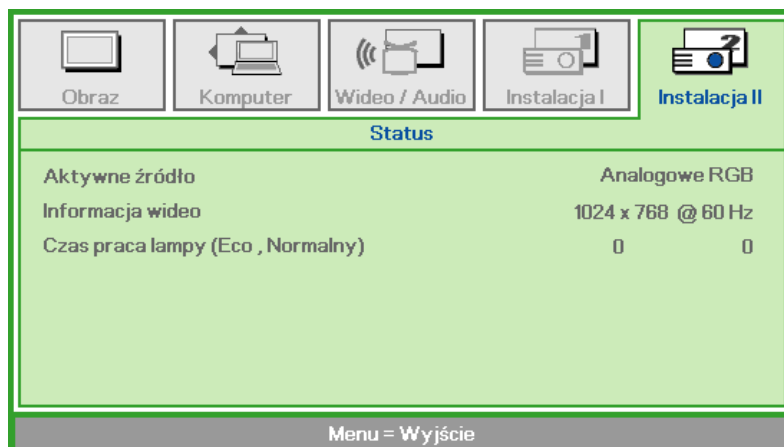 Obraz
Komputer
Wideo / Audio
Instalacja I
2
Instalacja II
Status
Aktywne źródło Analogowe RGB
Informacja wideo 1024 x 768 @ 60 Hz
Czas praca lampy (Eco , Normalny) 0 0
Menu = Wyjście